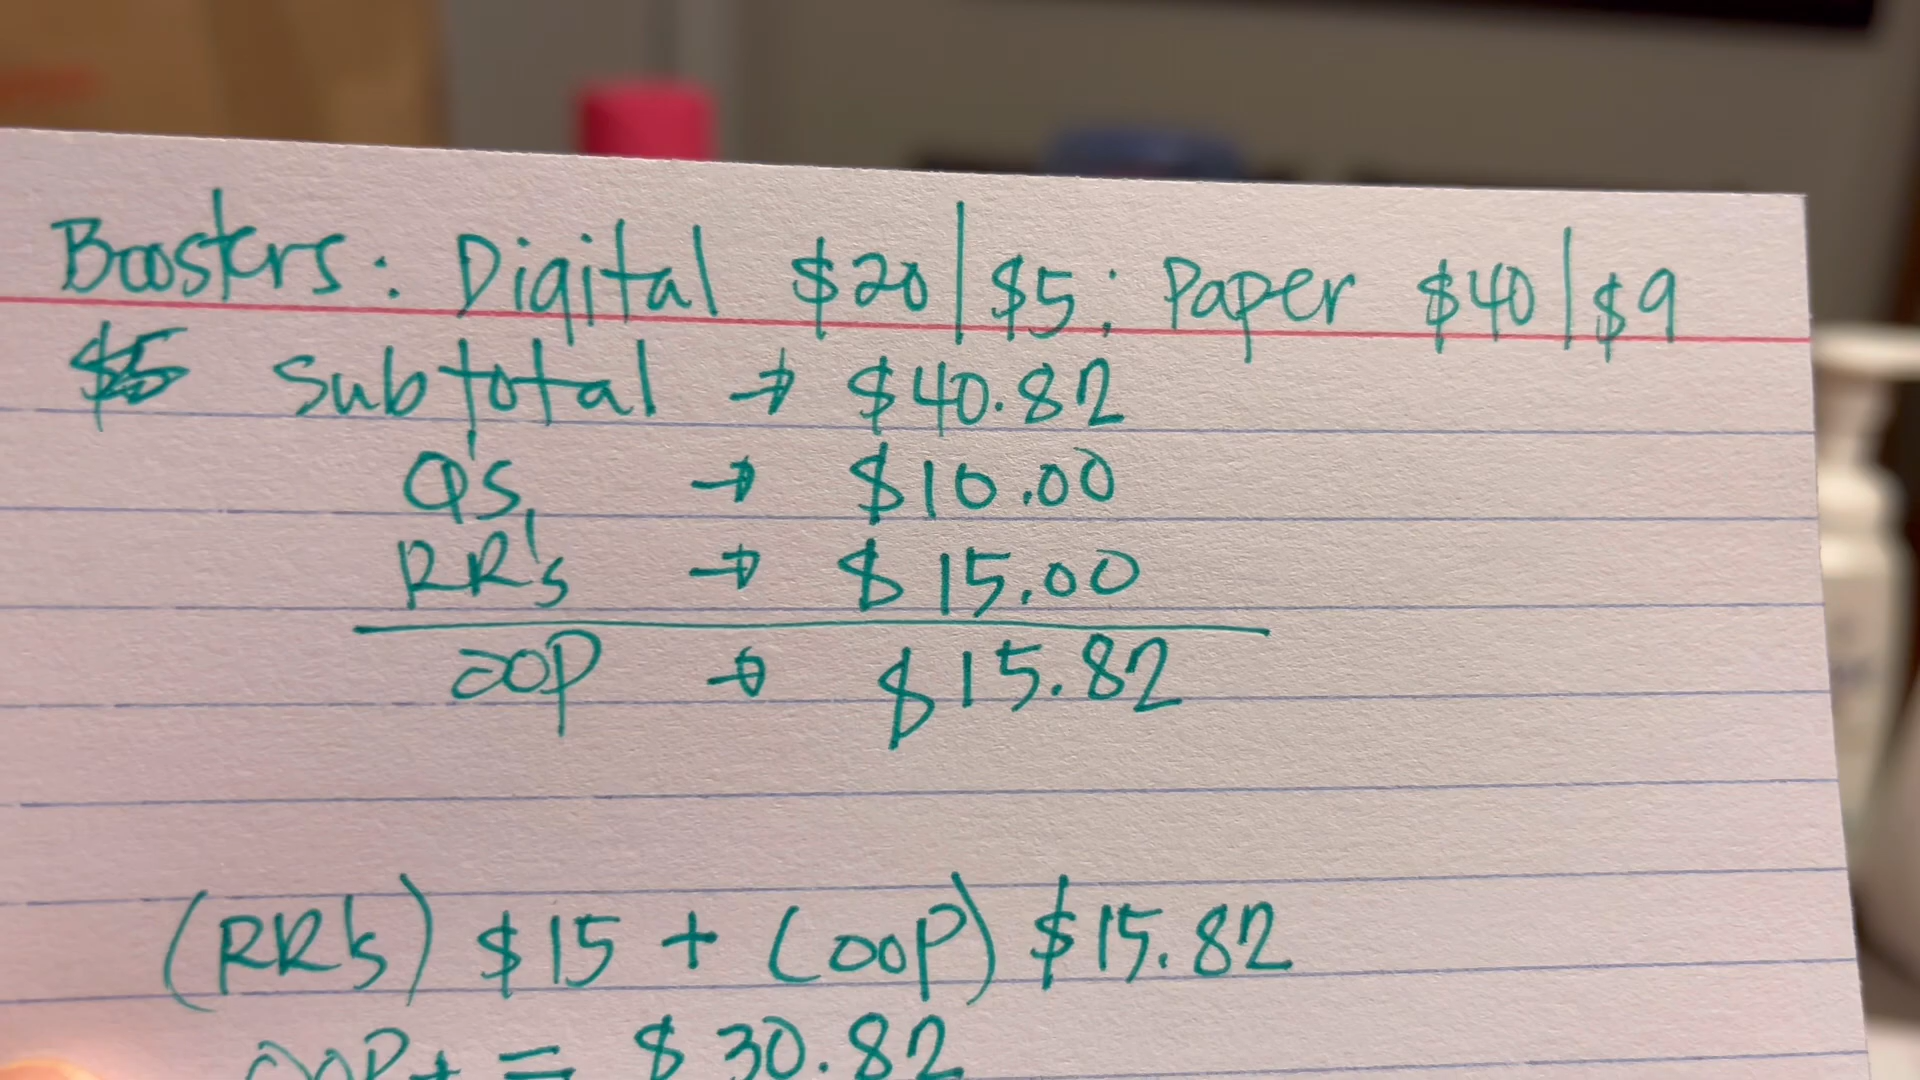 Boosters: Digital $20|$5; Paper $40|$9
Subtotal → $40.82
Q's → $10.00
RR's → $15.00
OOP → $15.82
(RR's) $15 + (OOP) $15.82
= $30.82